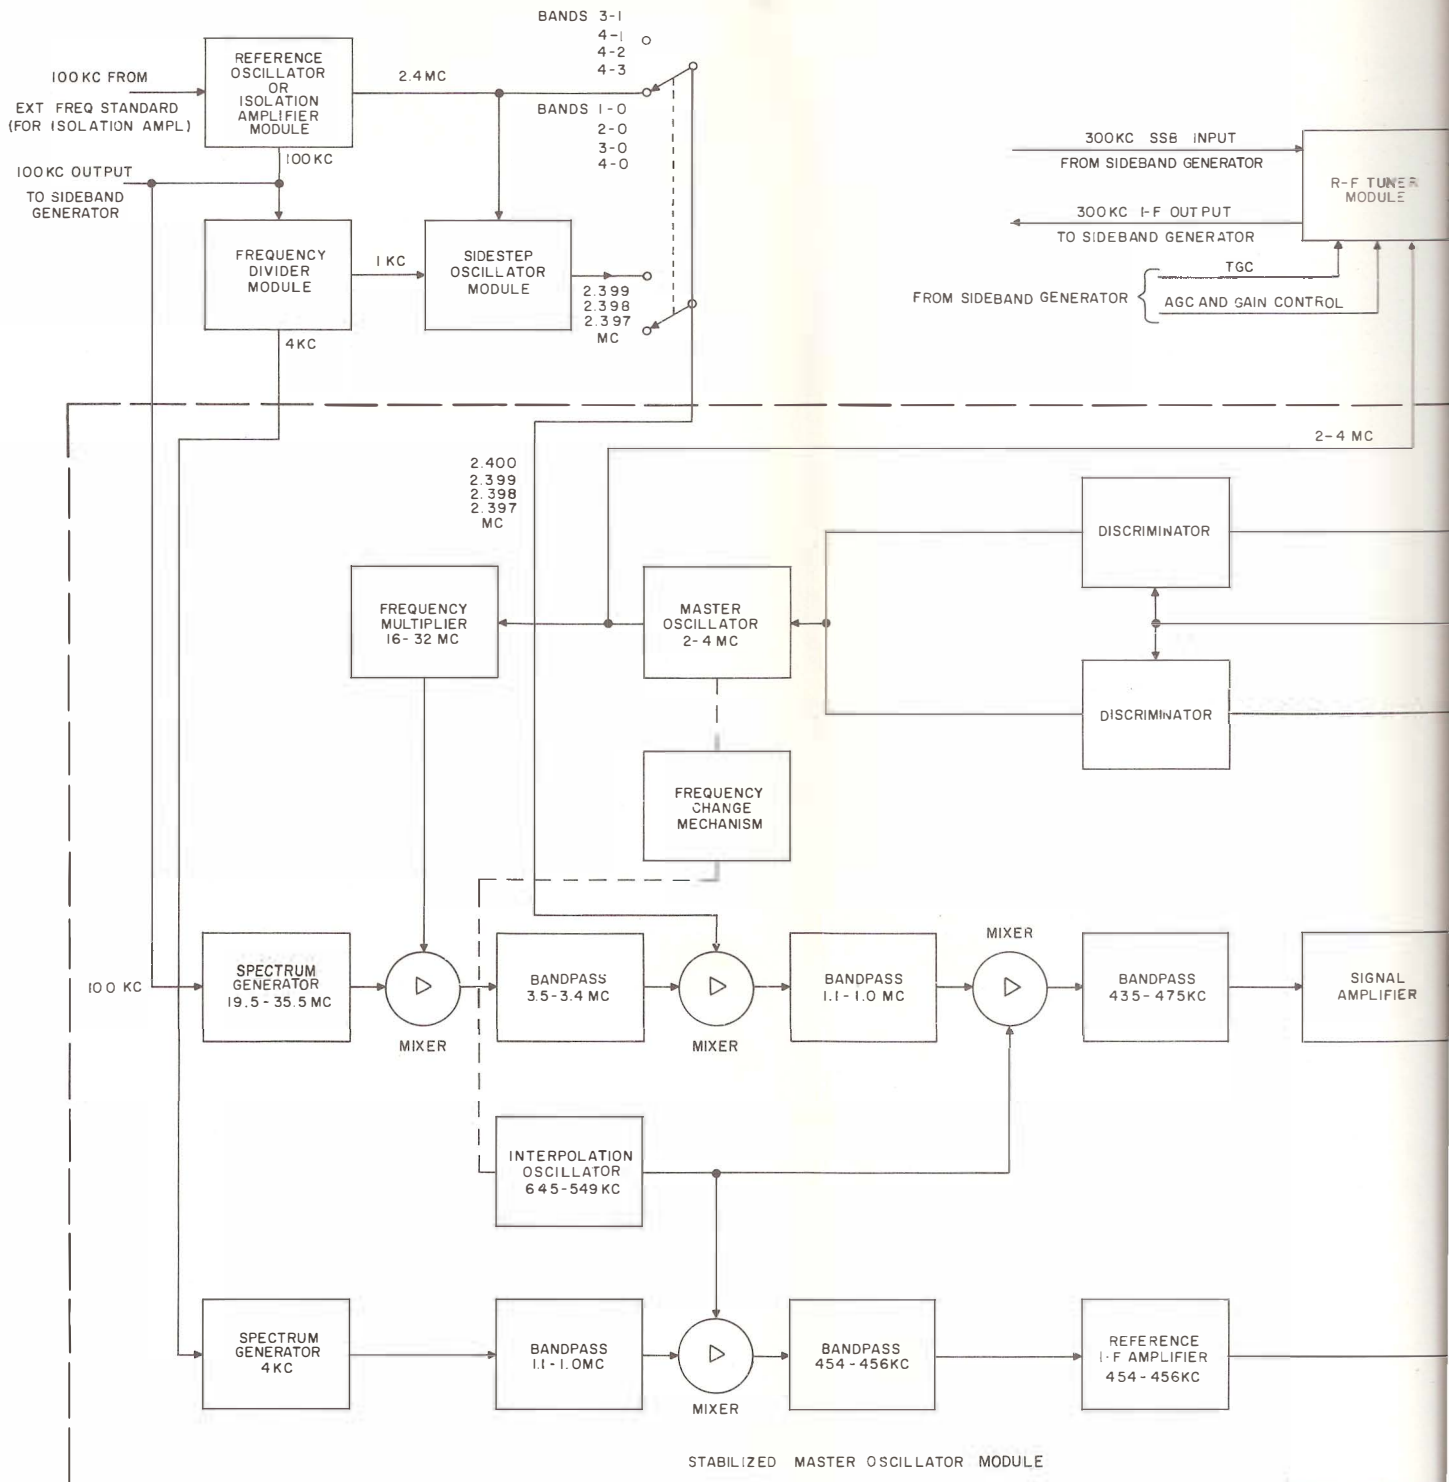 BANDS 3-1
4-1
4-2
4-3
100 KC FROM
EXT FREQ STANDARD
(FOR ISOLATION AMPL)
REFERENCE
OSCILLATOR
OR
ISOLATION
AMPLIFIER
MODULE
2.4 MC
BANDS 1-0
2-0
3-0
4-0
100 KC
100 KC OUTPUT
TO SIDEBAND
GENERATOR
FREQUENCY
DIVIDER
MODULE
1 KC
SIDESTEP
OSCILLATOR
MODULE
2.399
2.398
2.397
MC
4 KC
300KC SSB INPUT
FROM SIDEBAND GENERATOR
R-F TUNER
MODULE
300KC I-F OUTPUT
TO SIDEBAND GENERATOR
FROM SIDEBAND GENERATOR
TGC
AGC AND GAIN CONTROL
2-4 MC
2.400
2.399
2.398
2.397
MC
DISCRIMINATOR
FREQUENCY
MULTIPLIER
16-32 MC
MASTER
OSCILLATOR
2-4 MC
DISCRIMINATOR
FREQUENCY
CHANGE
MECHANISM
100 KC
SPECTRUM
GENERATOR
19.5-35.5 MC
MIXER
BANDPASS
3.5-3.4 MC
MIXER
BANDPASS
1.1-1.0 MC
MIXER
BANDPASS
435-475KC
SIGNAL
AMPLIFIER
INTERPOLATION
OSCILLATOR
645-549 KC
SPECTRUM
GENERATOR
4KC
BANDPASS
1.1-1.0MC
MIXER
BANDPASS
454-456KC
REFERENCE
I-F AMPLIFIER
454-456KC
STABILIZED MASTER OSCILLATOR MODULE